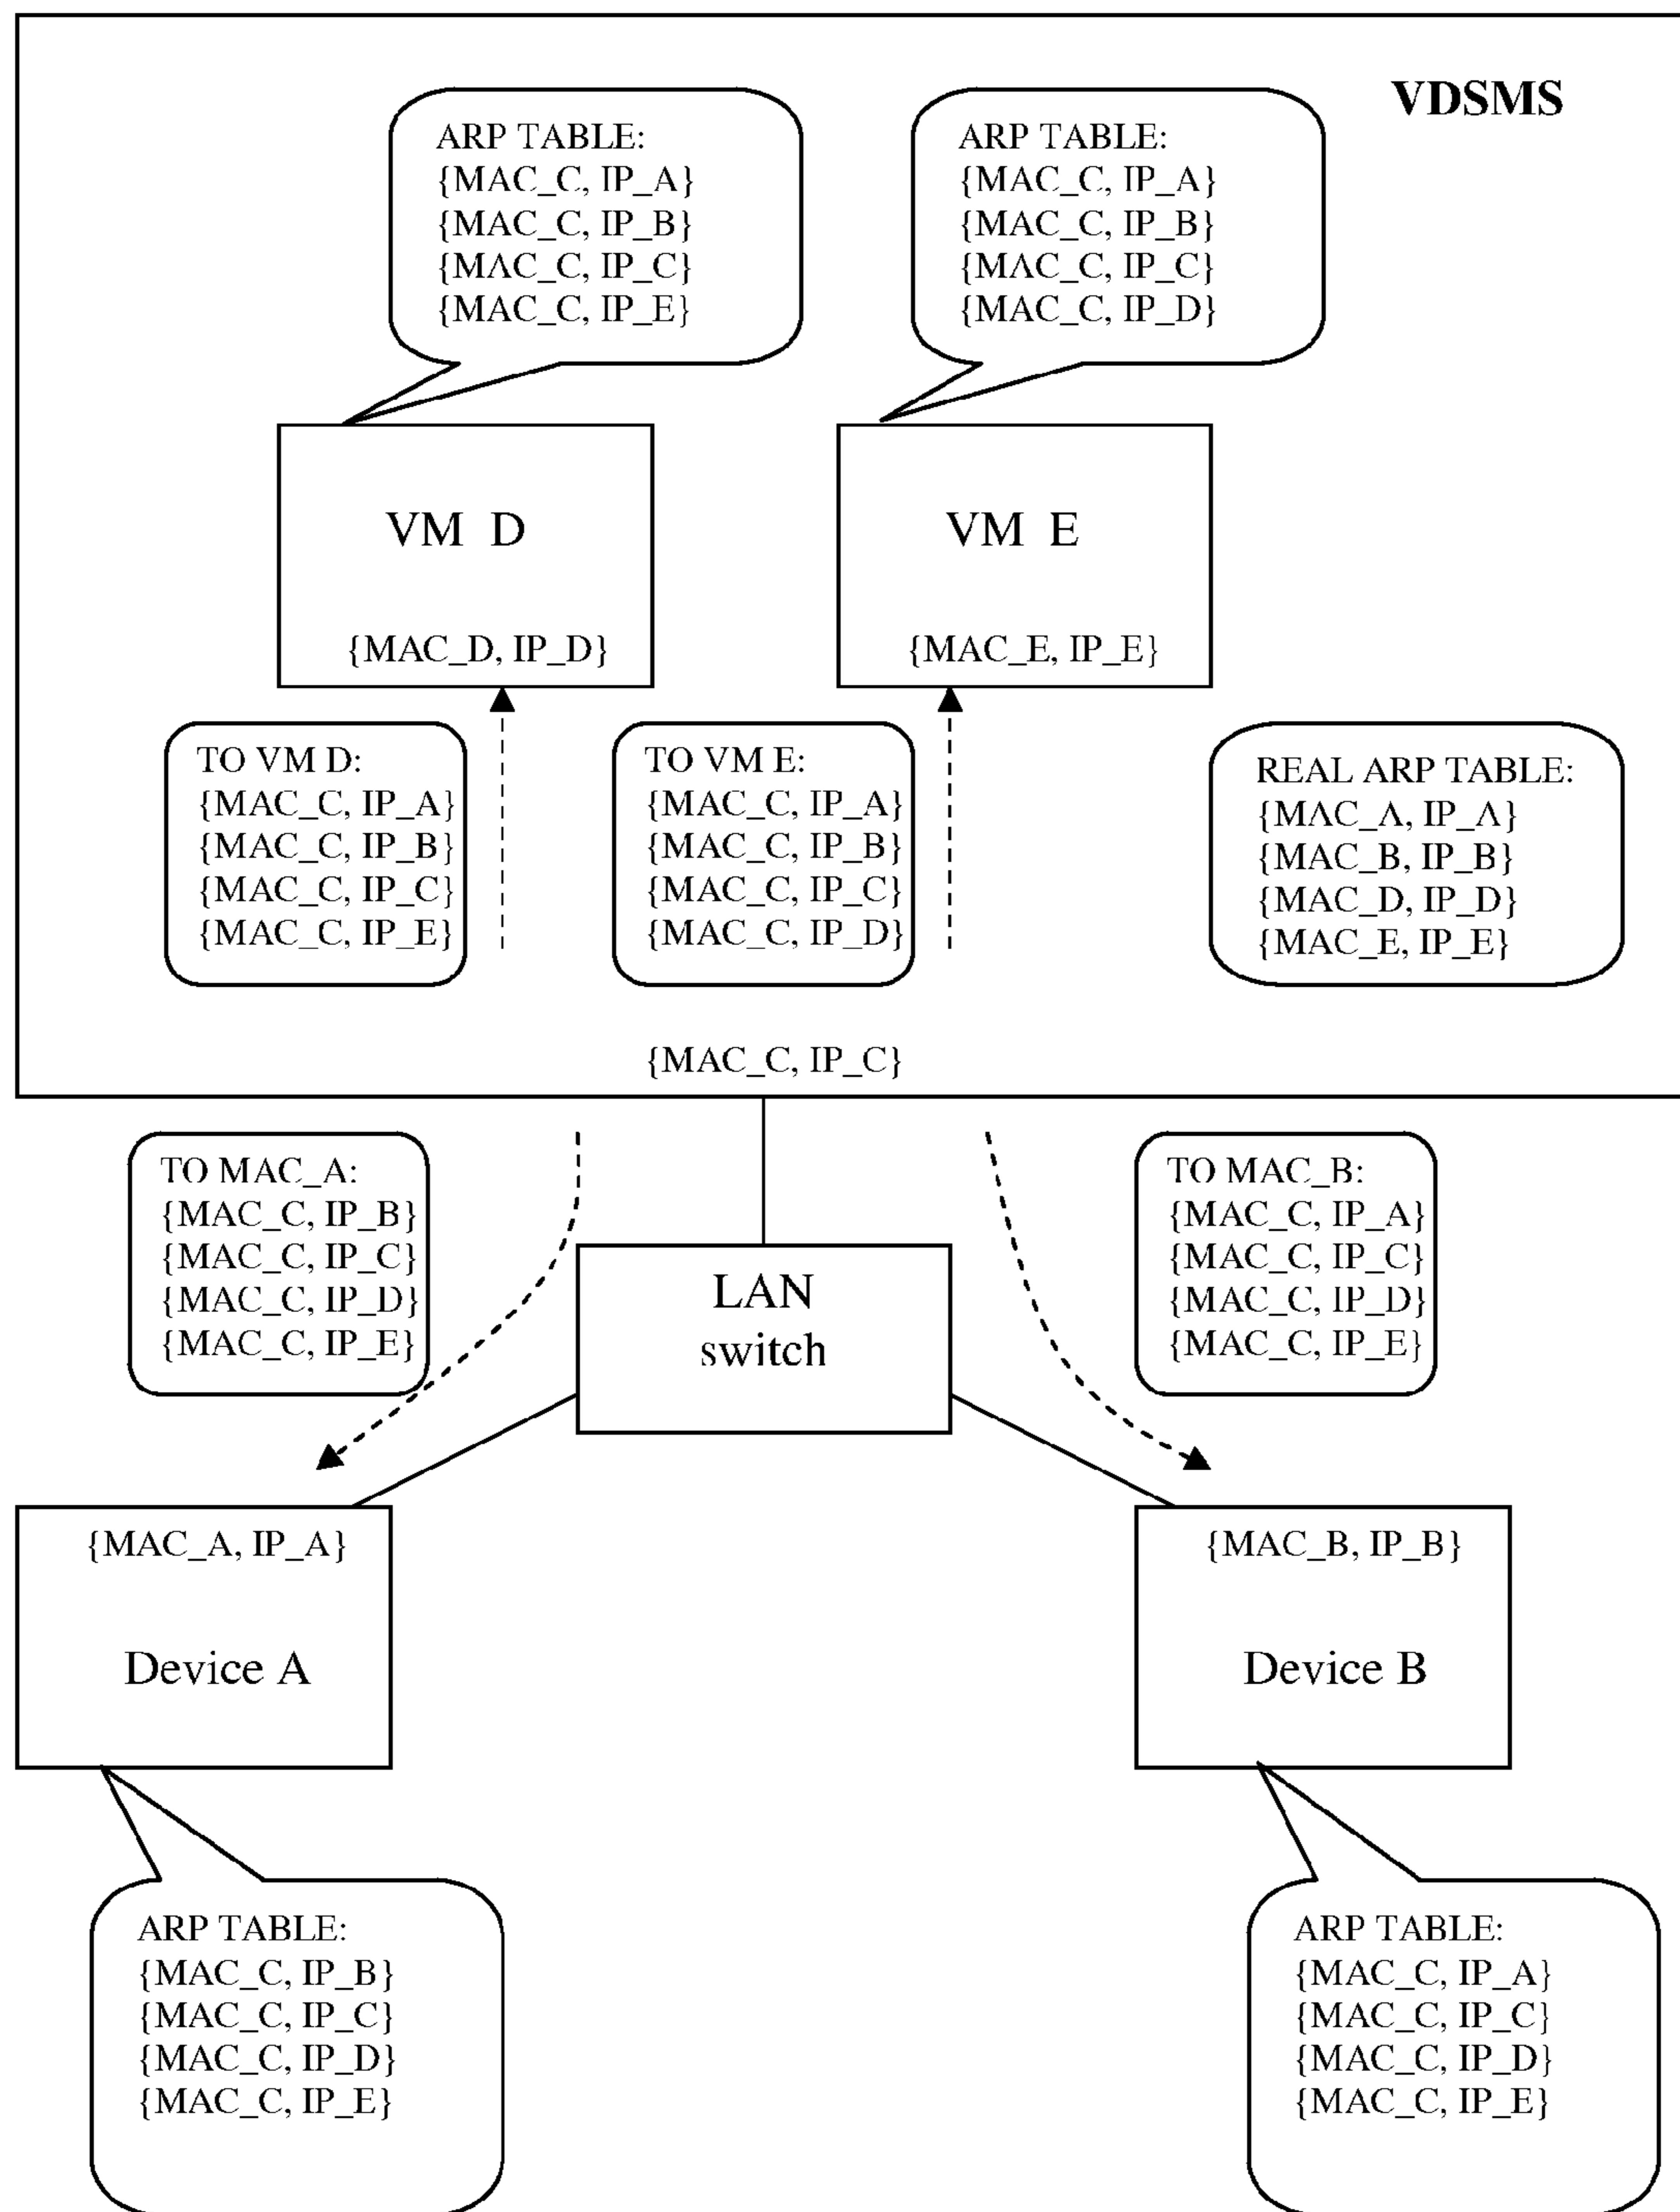 VDSMS
ARP TABLE:
{MAC_C, IP_A}
{MAC_C, IP_B}
{MAC_C, IP_C}
{MAC_C, IP_E}
ARP TABLE:
{MAC_C, IP_A}
{MAC_C, IP_B}
{MAC_C, IP_C}
{MAC_C, IP_D}
VM D
{MAC_D, IP_D}
VM E
{MAC_E, IP_E}
TO VM D:
{MAC_C, IP_A}
{MAC_C, IP_B}
{MAC_C, IP_C}
{MAC_C, IP_E}
TO VM E:
{MAC_C, IP_A}
{MAC_C, IP_B}
{MAC_C, IP_C}
{MAC_C, IP_D}
REAL ARP TABLE:
{MAC_A, IP_A}
{MAC_B, IP_B}
{MAC_D, IP_D}
{MAC_E, IP_E}
{MAC_C, IP_C}
TO MAC_A:
{MAC_C, IP_B}
{MAC_C, IP_C}
{MAC_C, IP_D}
{MAC_C, IP_E}
LAN
switch
TO MAC_B:
{MAC_C, IP_A}
{MAC_C, IP_C}
{MAC_C, IP_D}
{MAC_C, IP_E}
{MAC_A, IP_A}
Device A
{MAC_B, IP_B}
Device B
ARP TABLE:
{MAC_C, IP_B}
{MAC_C, IP_C}
{MAC_C, IP_D}
{MAC_C, IP_E}
ARP TABLE:
{MAC_C, IP_A}
{MAC_C, IP_C}
{MAC_C, IP_D}
{MAC_C, IP_E}